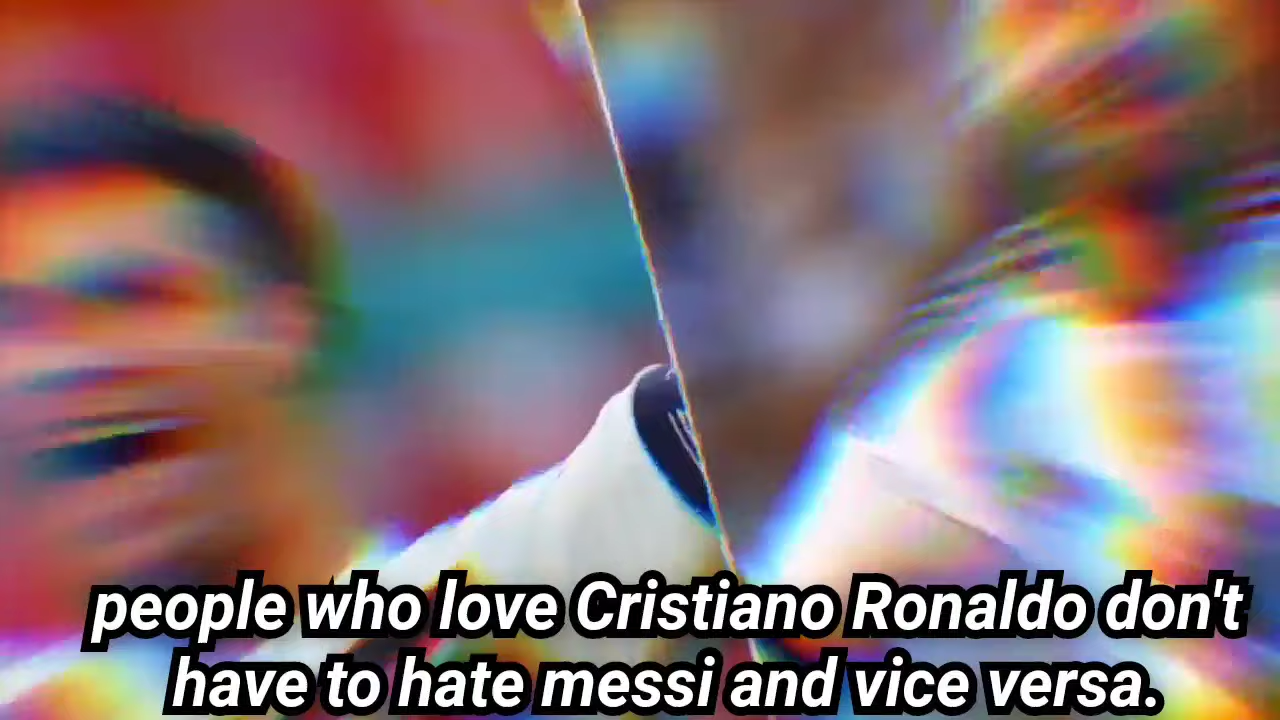 people who love Cristiano Ronaldo don't
have to hate messi and vice versa.